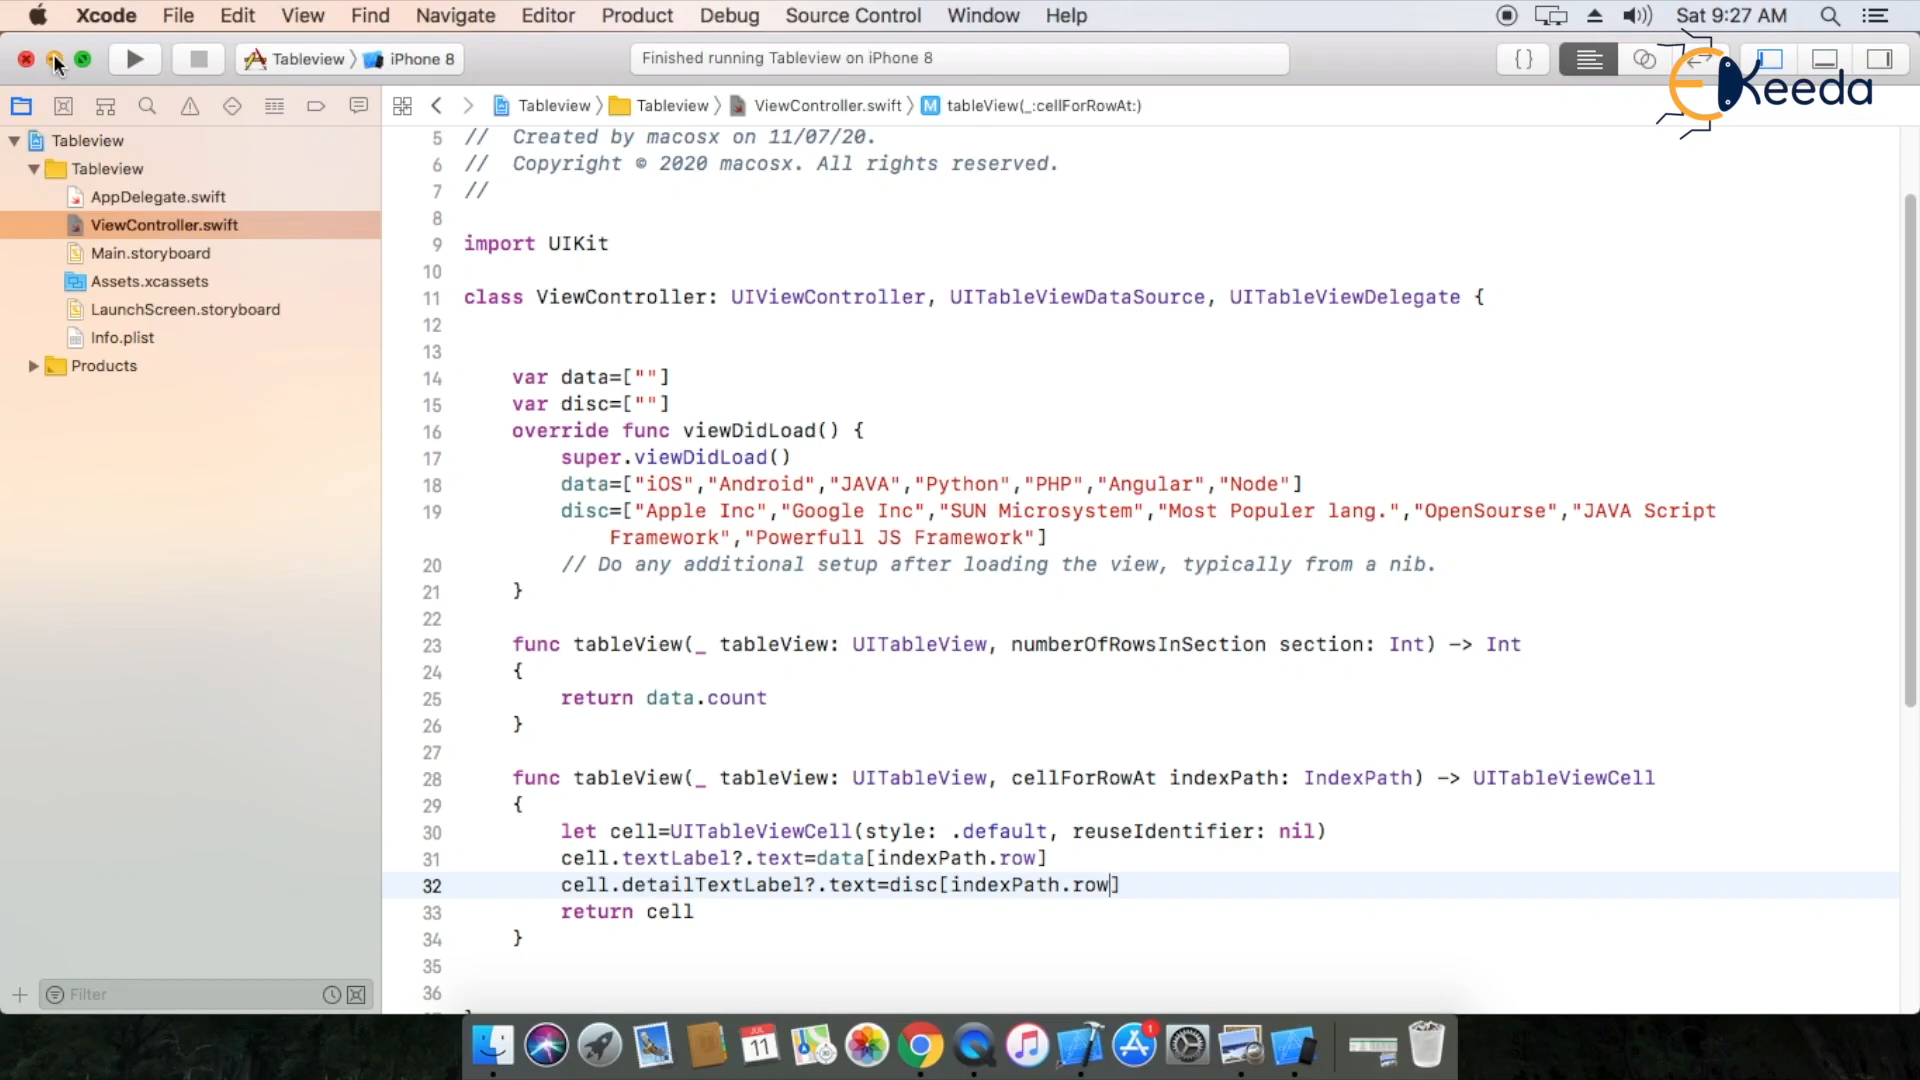 Xcode File Edit View Find Navigate Editor Product Debug Source Control Window Help Sat 9:27 AM
Tableview iPhone 8 Finished running Tableview on iPhone 8 { }
EKeeda
Tableview Tableview ViewController.swift M tableView(_:cellForRowAt:)
Tableview
Tableview
AppDelegate.swift
ViewController.swift
Main.storyboard
Assets.xcassets
LaunchScreen.storyboard
Info.plist
Products
Filter
5 // Created by macosx on 11/07/20.
6 // Copyright © 2020 macosx. All rights reserved.
7 //
8
9 import UIKit
10
11 class ViewController: UIViewController, UITableViewDataSource, UITableViewDelegate {
12
13
14 var data=[""]
15 var disc=[""]
16 override func viewDidLoad() {
17 super.viewDidLoad()
18 data=["iOS","Android","JAVA","Python","PHP","Angular","Node"]
19 disc=["Apple Inc","Google Inc","SUN Microsystem","Most Populer lang.","OpenSourse","JAVA Script
Framework","Powerfull JS Framework"]
20 // Do any additional setup after loading the view, typically from a nib.
21 }
22
23 func tableView(_ tableView: UITableView, numberOfRowsInSection section: Int) -> Int
24 {
25 return data.count
26 }
27
28 func tableView(_ tableView: UITableView, cellForRowAt indexPath: IndexPath) -> UITableViewCell
29 {
30 let cell=UITableViewCell(style: .default, reuseIdentifier: nil)
31 cell.textLabel?.text=data[indexPath.row]
32 cell.detailTextLabel?.text=disc[indexPath.row]
33 return cell
34 }
35
36
JUL
11
1